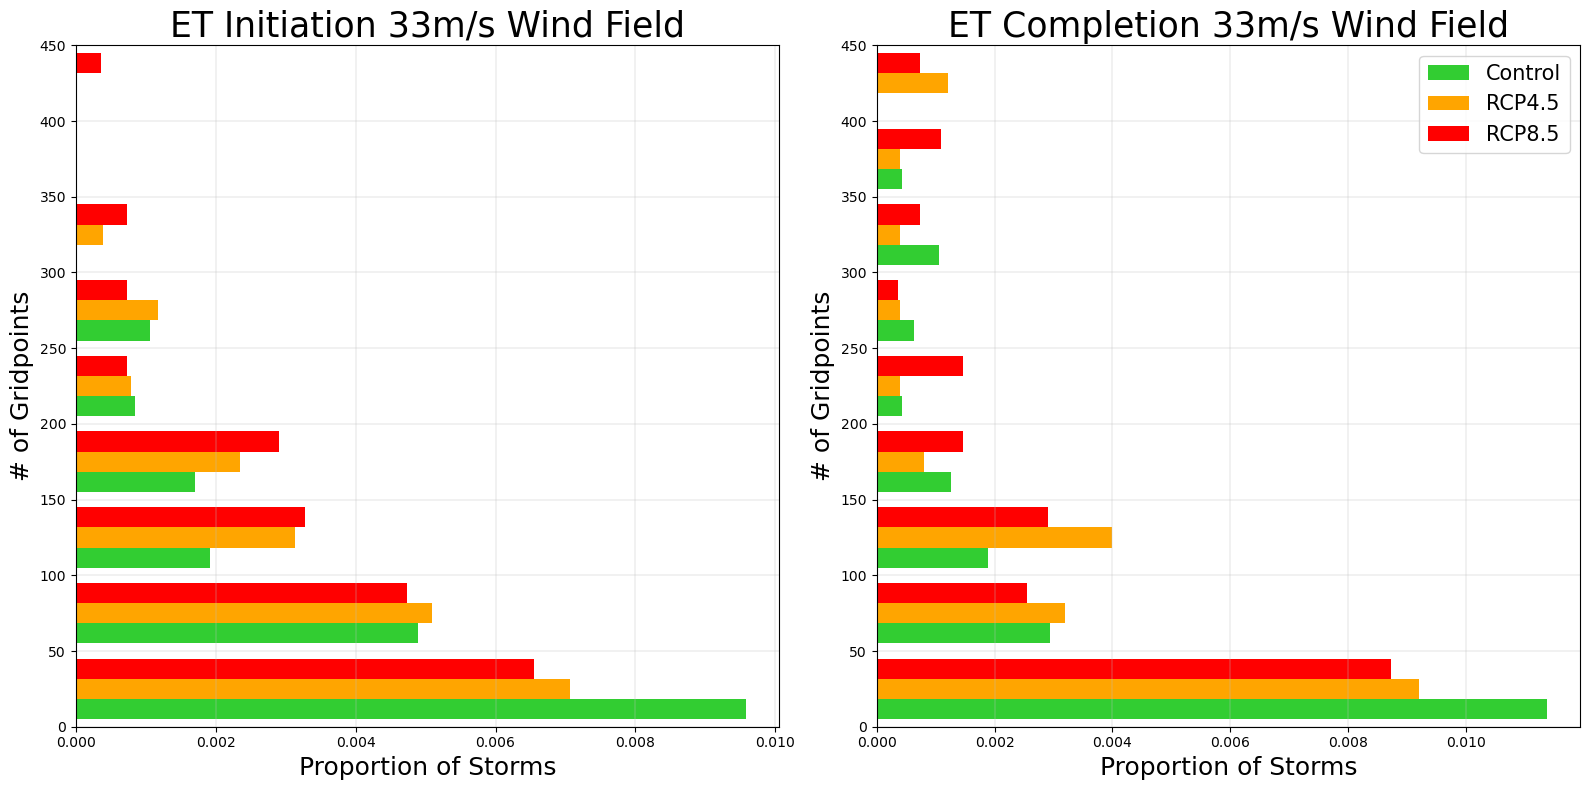 ET Initiation 33m/s Wind Field
450
400
350
300
250
200
150
100
50
0
# of Gridpoints
0.000 0.002 0.004 0.006 0.008 0.010
Proportion of Storms
ET Completion 33m/s Wind Field
Control
RCP4.5
RCP8.5
450
400
350
300
250
200
150
100
50
0
# of Gridpoints
0.000 0.002 0.004 0.006 0.008 0.010
Proportion of Storms